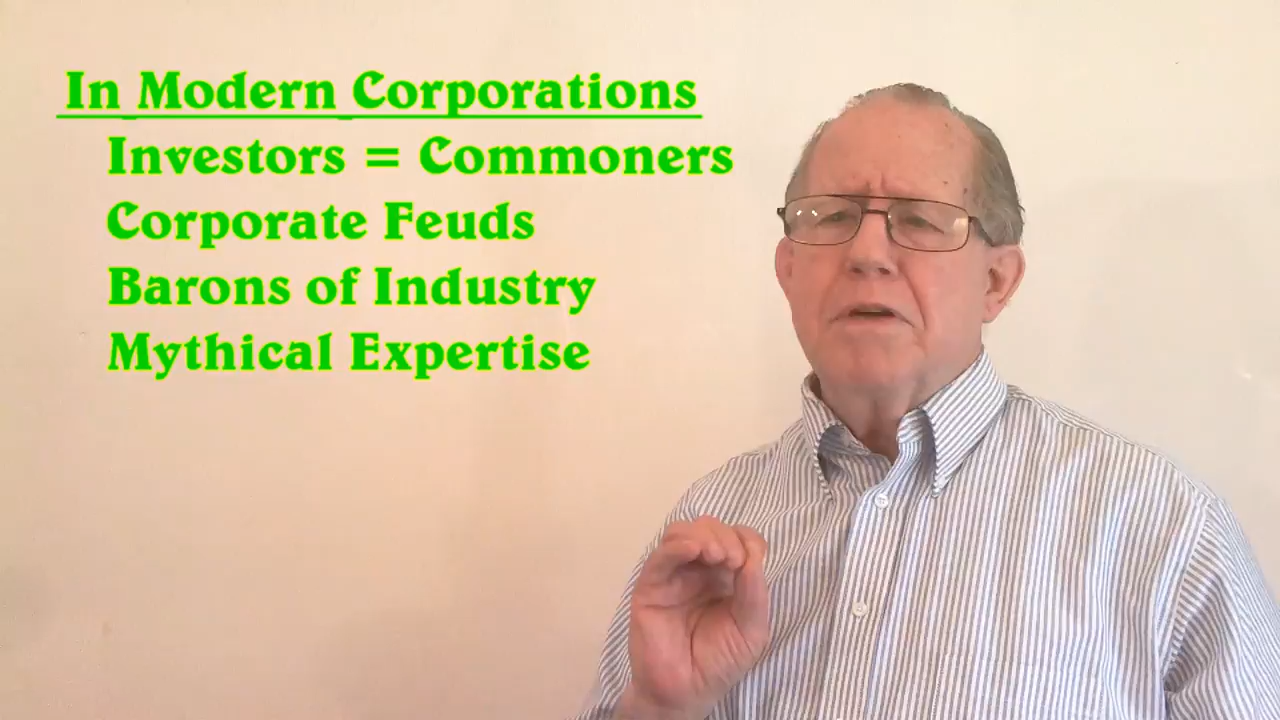 In Modern Corporations
Investors = Commoners
Corporate Feuds
Barons of Industry
Mythical Expertise